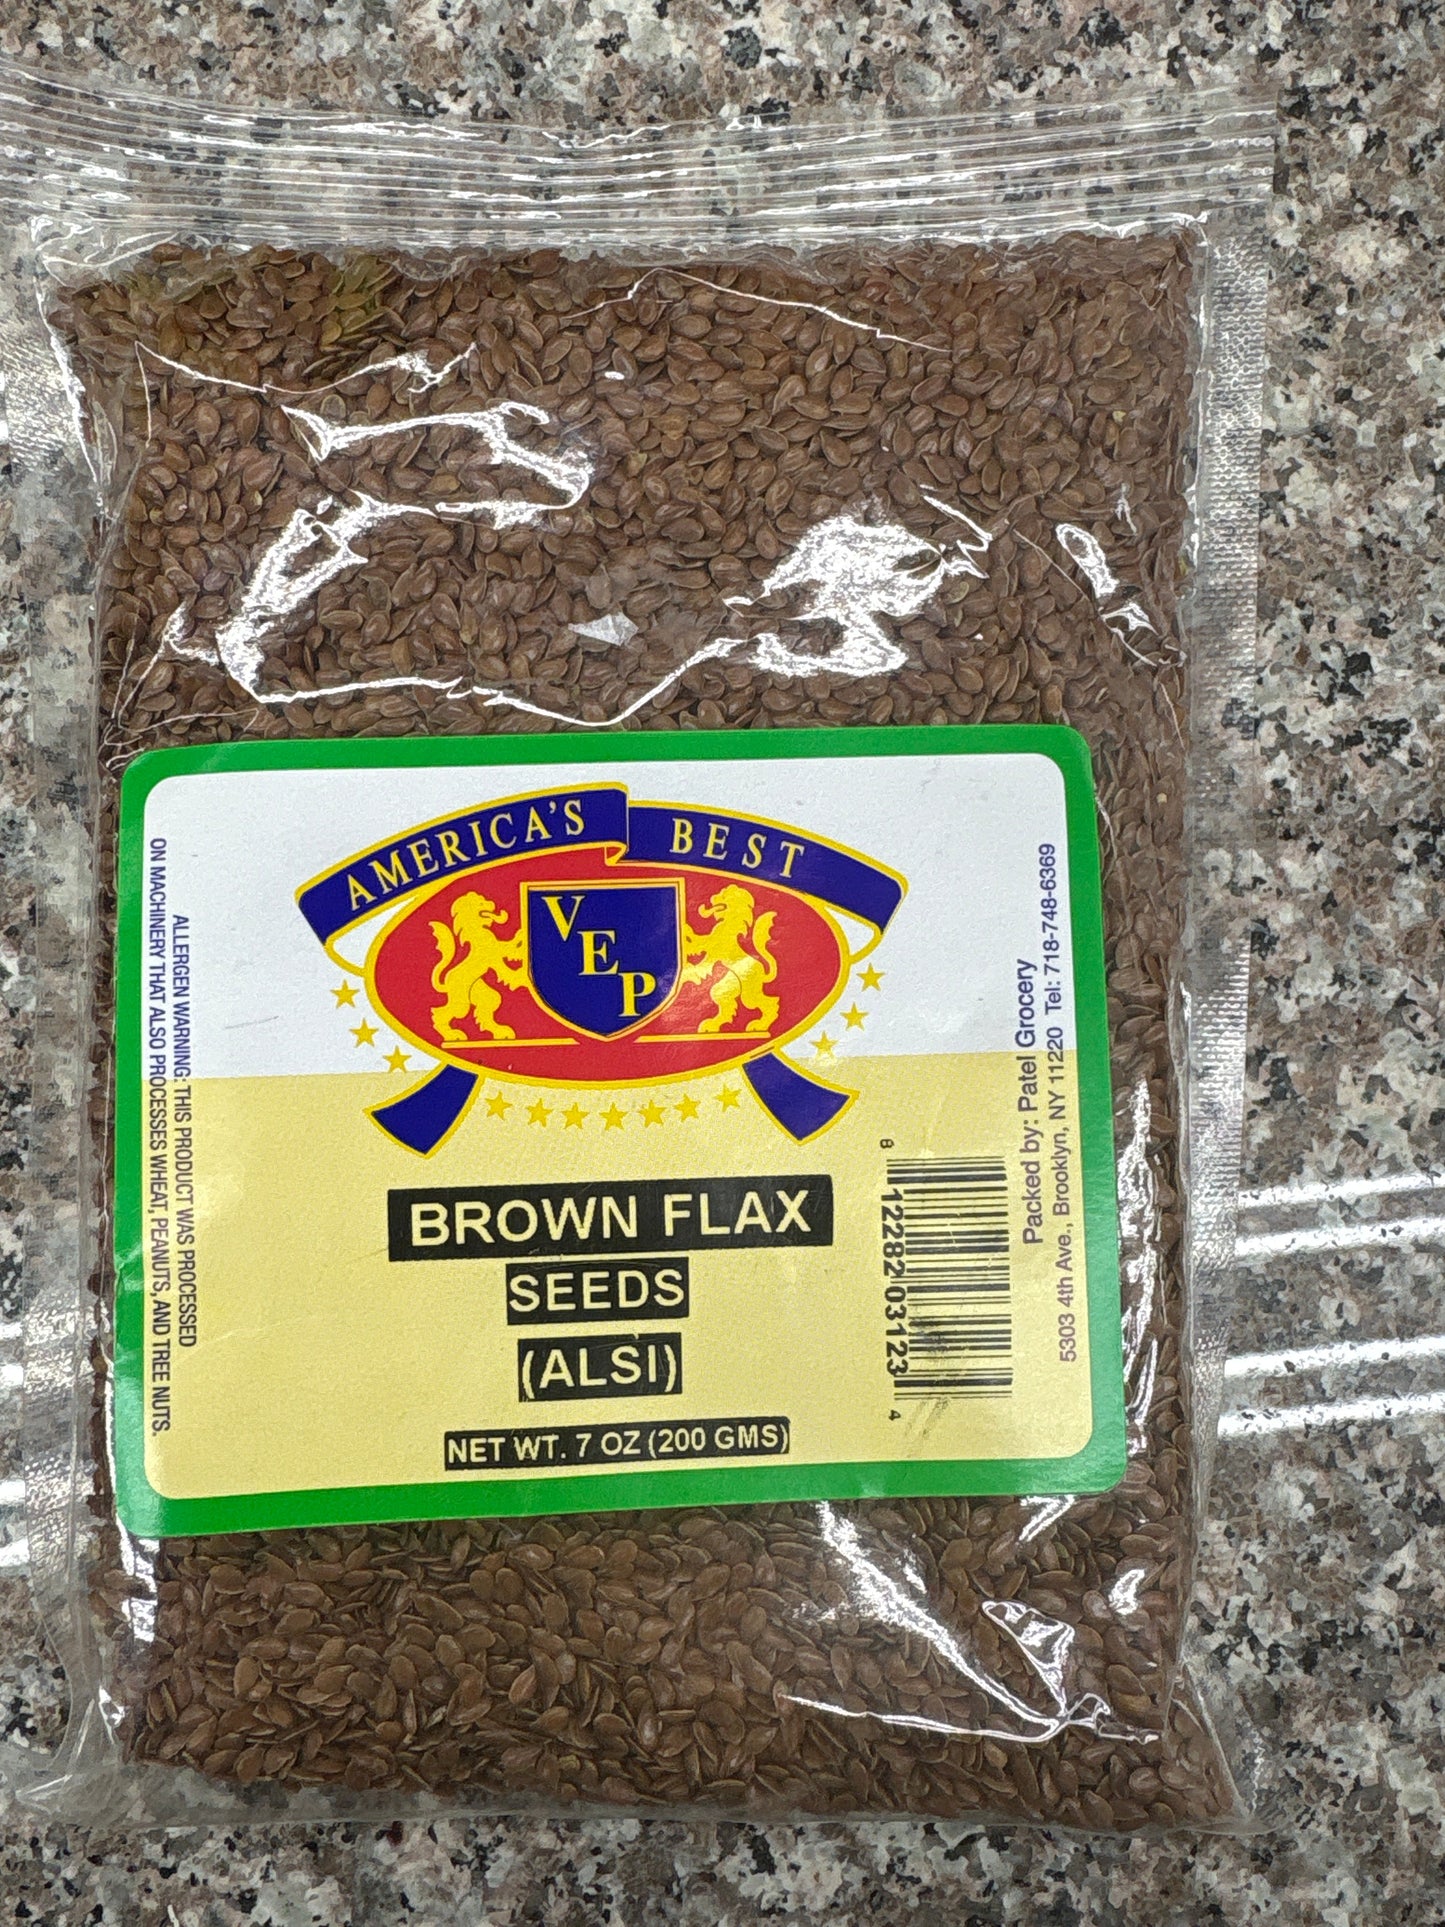 AMERICA'S BEST
VEP
BROWN FLAX
SEEDS
(ALSI)
NET WT. 7 OZ (200 GMS)
ALLERGEN WARNING: THIS PRODUCT WAS PROCESSED
ON MACHINERY THAT ALSO PROCESSES WHEAT, PEANUTS, AND TREE NUTS.
8 12282 03123 4
Packed by: Patel Grocery
5303 4th Ave., Brooklyn, NY 11220 Tel: 718-748-6369